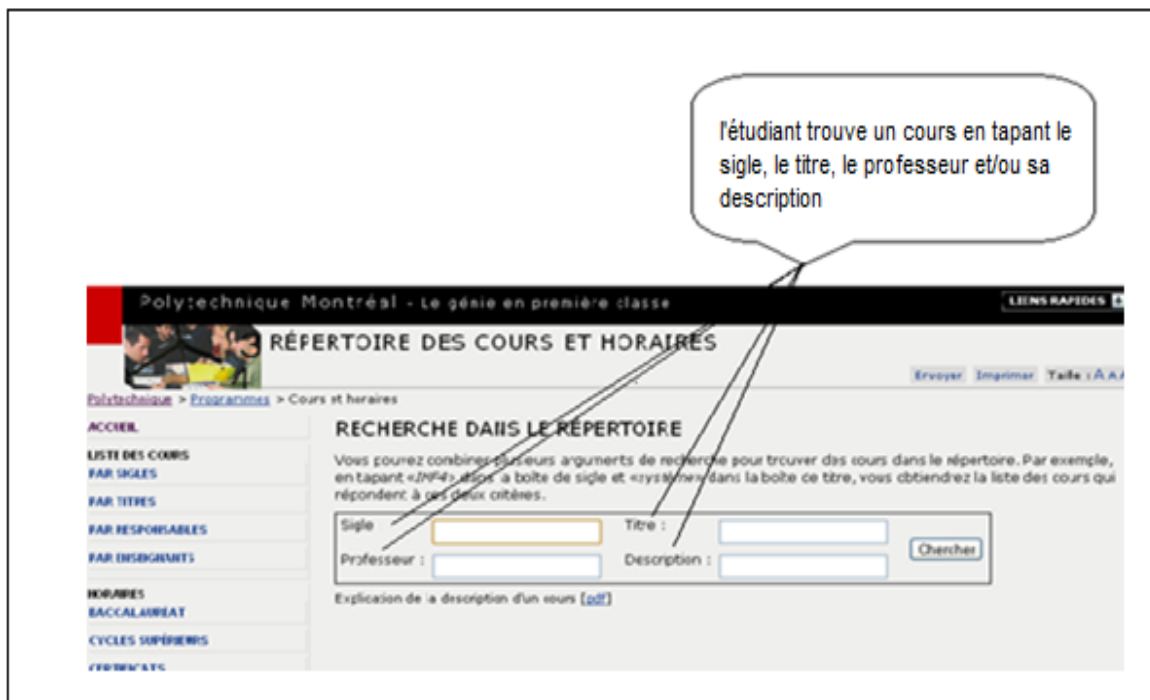 l'étudiant trouve un cours en tapant le
sigle, le titre, le professeur et/ou sa
description
Polytechnique Montréal - Le génie en première classe
LIENS RAPIDES
RÉPERTOIRE DES COURS ET HORAIRES
Envoyer Imprimer Taille : A A A
Polytechnique > Programmes > Cours et horaires
ACCUEIL
LISTE DES COURS
PAR SIGLES
PAR TITRES
PAR RESPONSABLES
PAR ENSEIGNANTS
HORAIRES
BACCALAURÉAT
CYCLES SUPÉRIEURS
CERTIFICATS
RECHERCHE DANS LE RÉPERTOIRE
Vous pouvez combiner plusieurs arguments de recherche pour trouver des cours dans le répertoire. Par exemple,
en tapant «INF4» dans la boîte de sigle et «système» dans la boîte de titre, vous obtiendrez la liste des cours qui
répondent à ces deux critères.
Sigle Titre :
Professeur : Description :
Chercher
Explication de la description d'un cours [pdf]